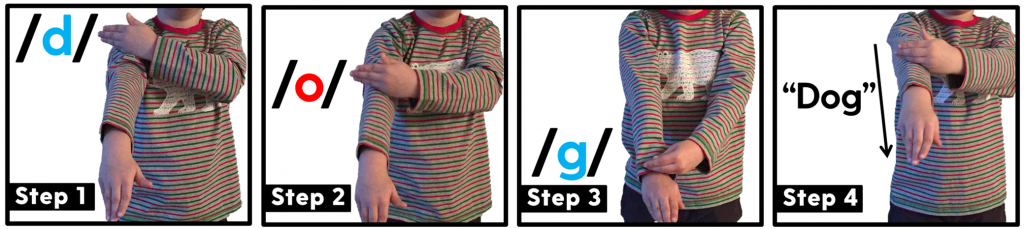 /d/
Step 1
/o/
Step 2
/g/
Step 3
“Dog”
Step 4